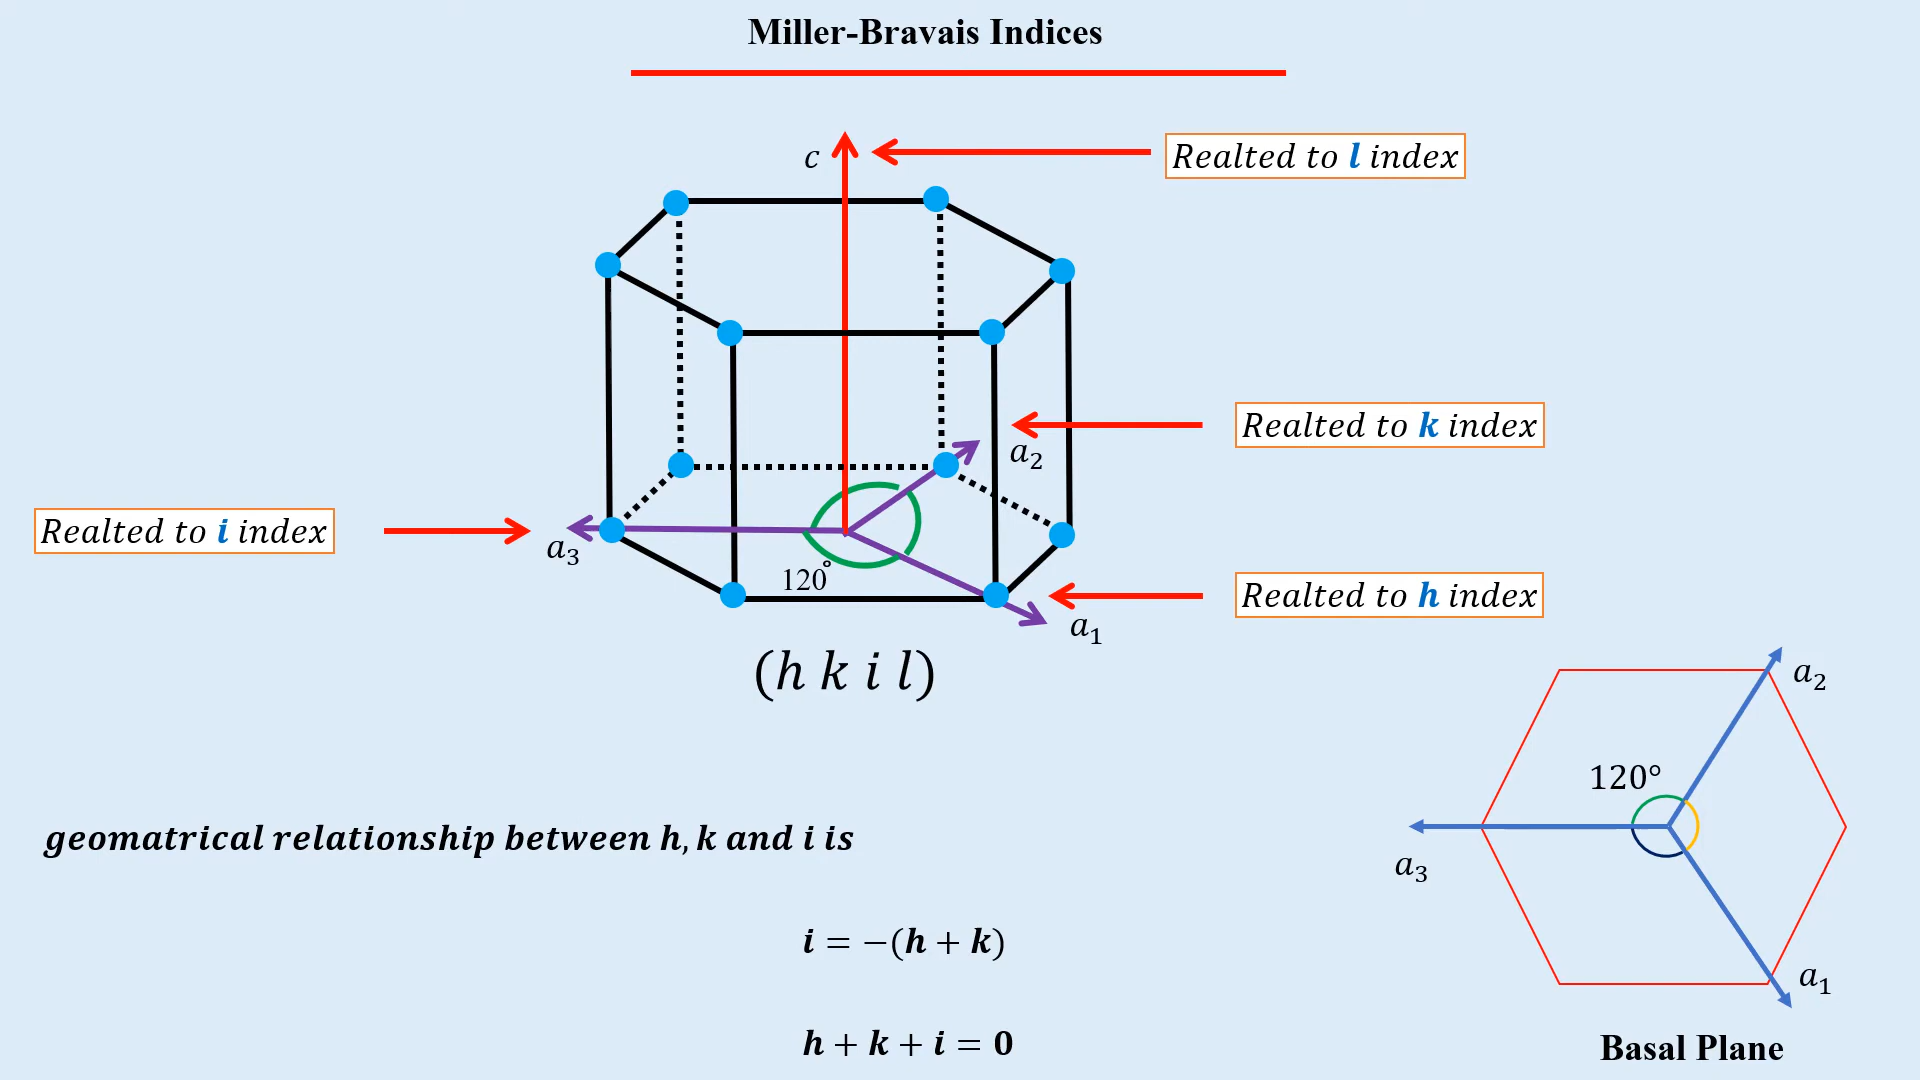 Miller-Bravais Indices
c
Realted to l index
Realted to k index
a₂
Realted to i index
a₃
120°
Realted to h index
a₁
(h k i l)
a₂
120°
geomatrical relationship between h, k and i is
a₃
i = −(h + k)
a₁
h + k + i = 0
Basal Plane